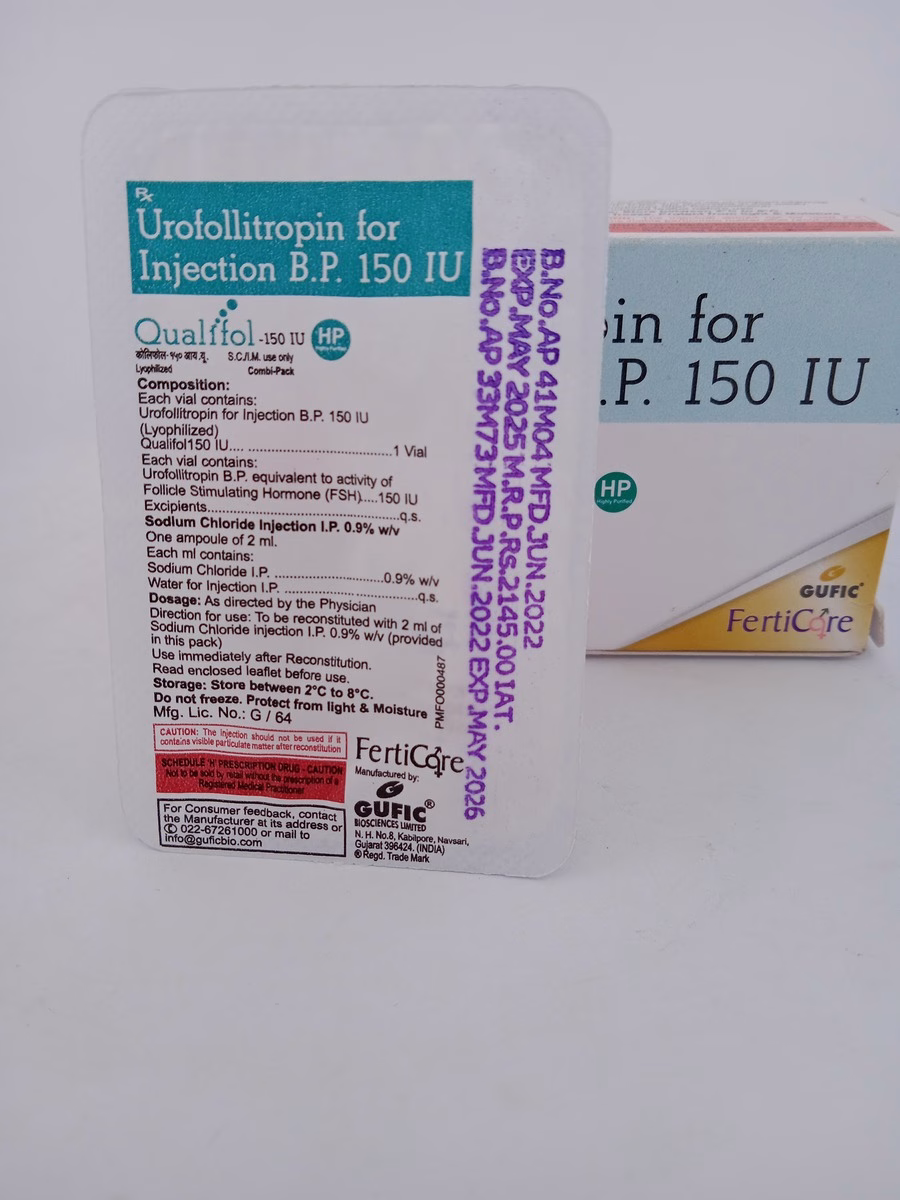 Rx
Urofollitropin for
Injection B.P. 150 IU
Qualifol -150 IU HP
Highly Purified
कोलिफोल- १५० आय.यू. S.C./I.M. use only
Lyophilized Combi-Pack
Composition:
Each vial contains:
Urofollitropin for Injection B.P. 150 IU
(Lyophilized)
Qualifol150 IU.....................................1 Vial
Each vial contains:
Urofollitropin B.P. equivalent to activity of
Follicle Stimulating Hormone (FSH).....150 IU
Excipients............................................q.s.
Sodium Chloride Injection I.P. 0.9% w/v
One ampoule of 2 ml.
Each ml contains:
Sodium Chloride I.P. .........................0.9% w/v
Water for Injection I.P. ...............................q.s.
Dosage: As directed by the Physician
Direction for use: To be reconstituted with 2 ml of
Sodium Chloride injection I.P. 0.9% w/v (provided
in this pack)
Use immediately after Reconstitution.
Read enclosed leaflet before use.
Storage: Store between 2°C to 8°C.
Do not freeze. Protect from light & Moisture
Mfg. Lic. No.: G / 64
PMFO000487
CAUTION: The Injection should not be used if it
contains visible particulate matter after reconstitution
SCHEDULE 'H' PRESCRIPTION DRUG - CAUTION
Not to be sold by retail without the prescription of a
Registered Medical Practitioner
For Consumer feedback, contact
the Manufacturer at its address or
022-67261000 or mail to
info@guficbio.com
FertiCare
Manufactured by:
GUFIC®
BIOSCIENCES LIMITED
N. H. No.8, Kabilpore, Navsari,
Gujarat 396424. (INDIA)
® Regd. Trade Mark
B.No.AP 41M04 MFD.JUN.2022
EXP.MAY 2025 M.R.P.Rs.2145.00 IAT.
B.No.AP 33M73 MFD.JUN.2022 EXP.MAY 2026
in for
.P. 150 IU
HP
Highly Purified
GUFIC
FertiCare